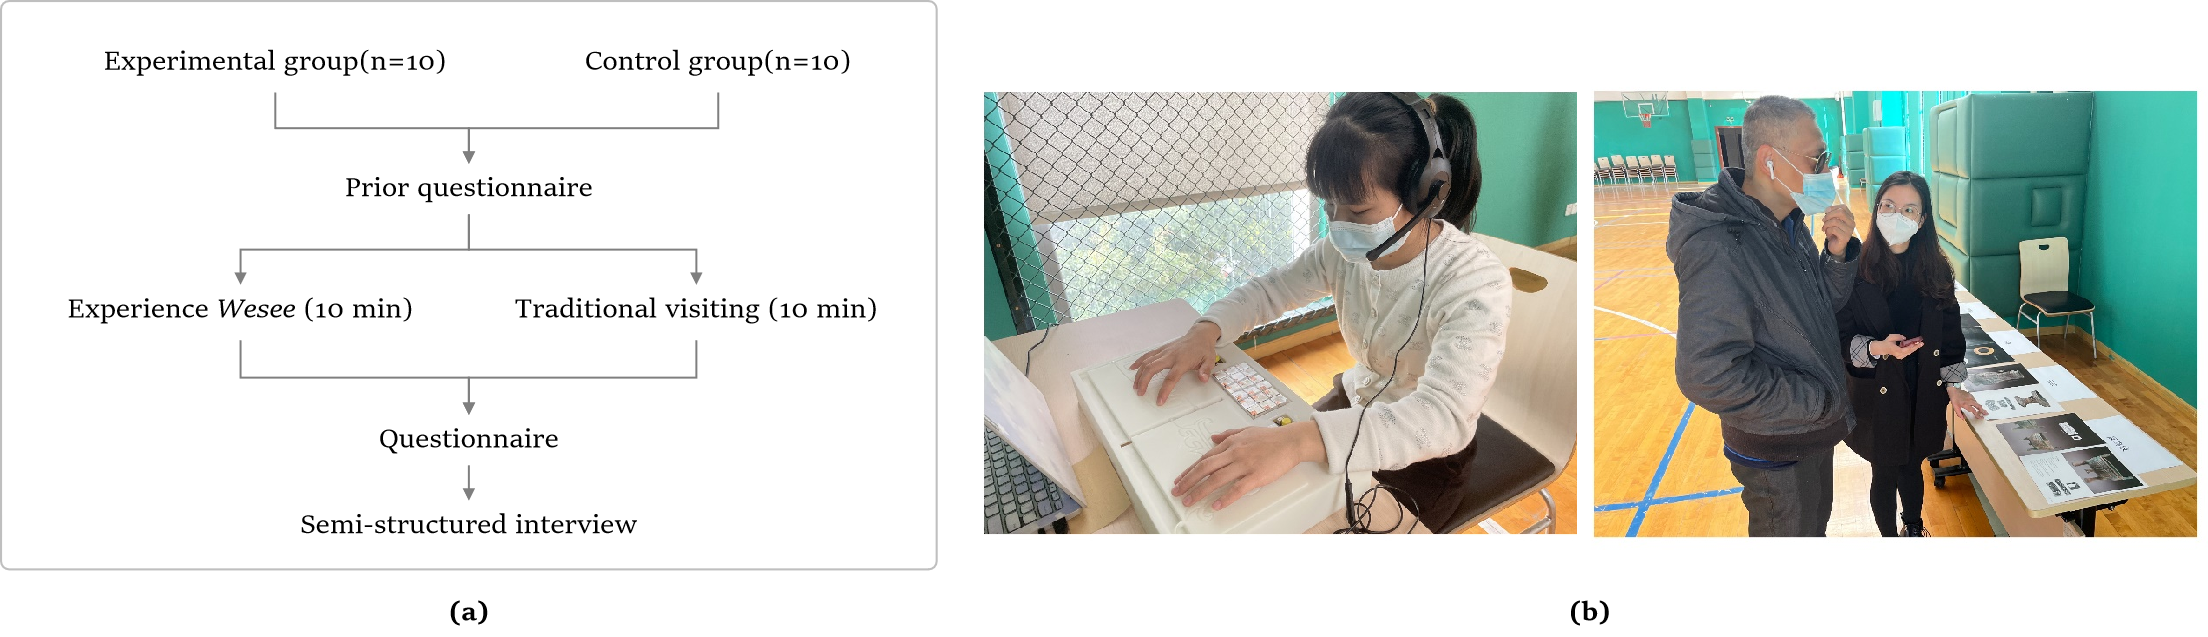 Experimental group(n=10)
Control group(n=10)
Prior questionnaire
Experience Wesee (10 min)
Traditional visiting (10 min)
Questionnaire
Semi-structured interview
(a)
(b)